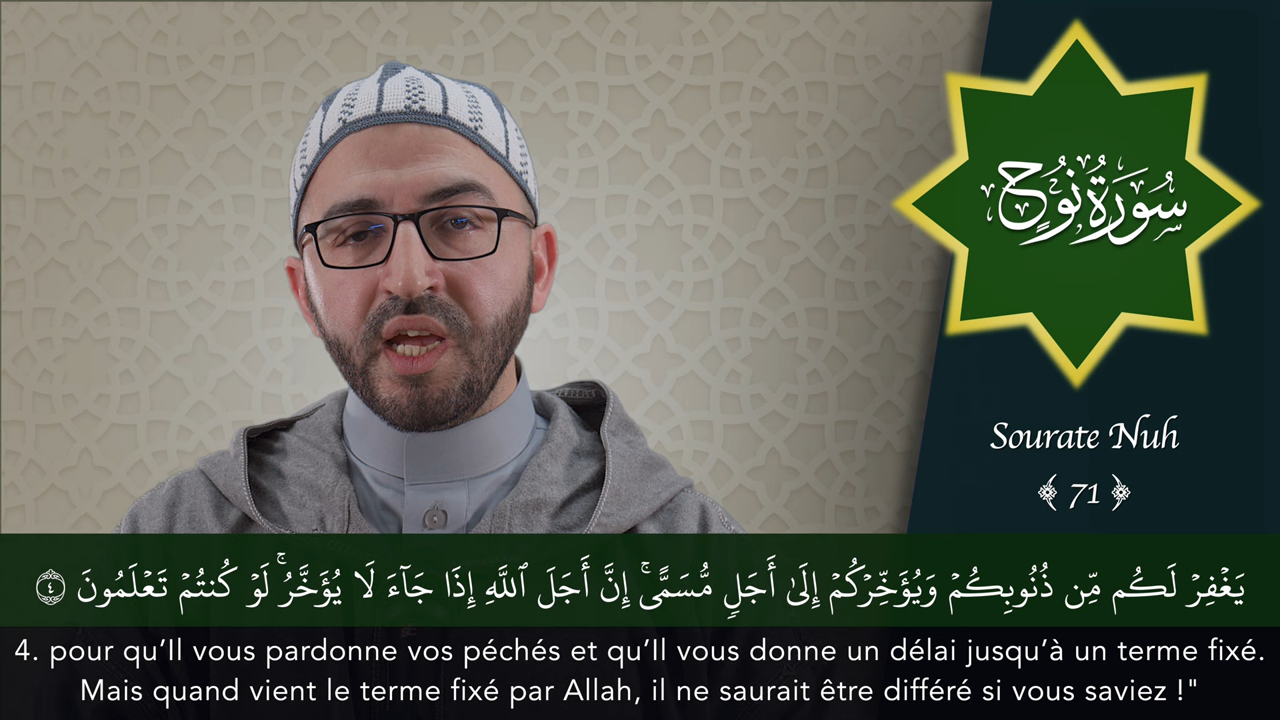 سُورَةُ نُوحٍ
Sourate Nuh
71
يَغْفِرْ لَكُم مِّن ذُنُوبِكُمْ وَيُؤَخِّرْكُمْ إِلَىٰٓ أَجَلٍ مُّسَمًّى ۚ إِنَّ أَجَلَ ٱللَّهِ إِذَا جَآءَ لَا يُؤَخَّرُ ۚ لَوْ كُنتُمْ تَعْلَمُونَ ٤
4. pour qu’Il vous pardonne vos péchés et qu’Il vous donne un délai jusqu’à un terme fixé.
Mais quand vient le terme fixé par Allah, il ne saurait être différé si vous saviez !"